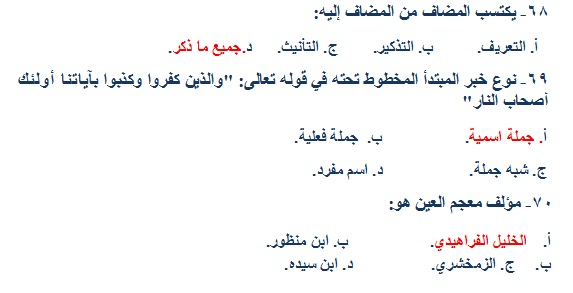 ٦٨- يكتسب المضاف من المضاف إليه:
أ. التعريف. ب. التذكير. ج. التأنيث. د.جميع ما ذكر.
٦٩- نوع خبر المبتدأ المخطوط تحته في قوله تعالى: "والذين كفروا وكذبوا بآياتنا أولئك
أصحاب النار"
أ. جملة اسمية. ب. جملة فعلية.
ج. شبه جملة. د. اسم مفرد.
٧٠- مؤلف معجم العين هو:
أ. الخليل الفراهيدي. ب. ابن منظور.
ب. ج. الزمخشري. د. ابن سيده.